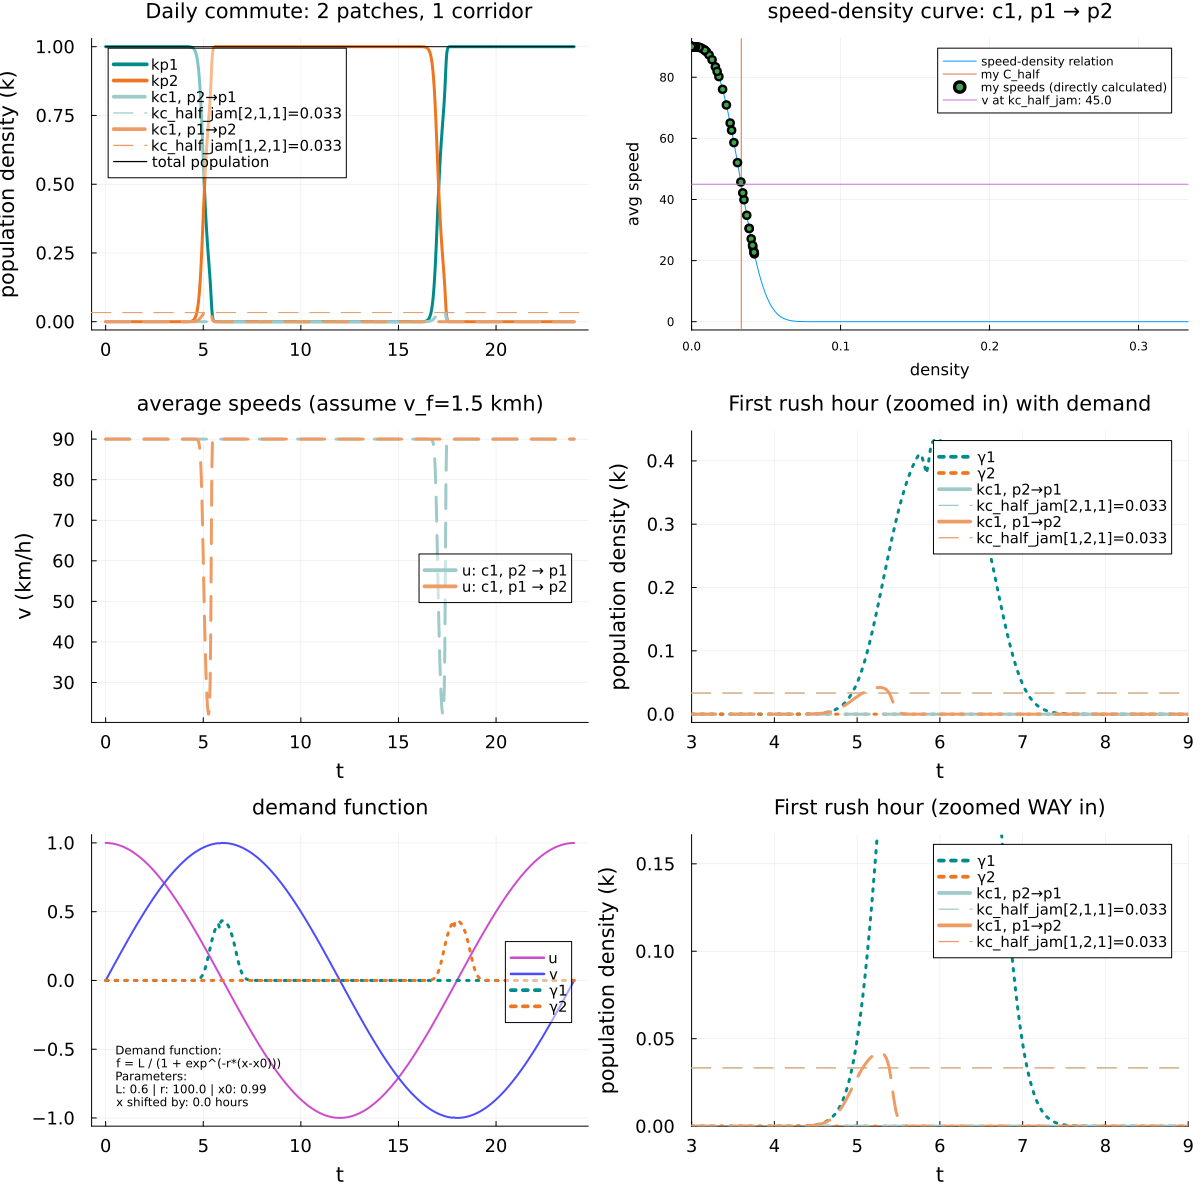 Daily commute: 2 patches, 1 corridor
population density (k)
1.00
0.75
0.50
0.25
0.00
0
5
10
15
20
kp1
kp2
kc1, p2→p1
kc_half_jam[2,1,1]=0.033
kc1, p1→p2
kc_half_jam[1,2,1]=0.033
total population
speed-density curve: c1, p1 → p2
avg speed
80
60
40
20
0
0.0
0.1
0.2
0.3
density
speed-density relation
my C_half
my speeds (directly calculated)
v at kc_half_jam: 45.0
average speeds (assume v_f=1.5 kmh)
v (km/h)
90
80
70
60
50
40
30
0
5
10
15
20
t
u: c1, p2 → p1
u: c1, p1 → p2
First rush hour (zoomed in) with demand
population density (k)
0.4
0.3
0.2
0.1
0.0
3
4
5
6
7
8
9
t
γ1
γ2
kc1, p2→p1
kc_half_jam[2,1,1]=0.033
kc1, p1→p2
kc_half_jam[1,2,1]=0.033
demand function
1.0
0.5
0.0
−0.5
−1.0
0
5
10
15
20
t
u
v
γ1
γ2
Demand function:
f = L / (1 + exp^(-r*(x-x0)))
Parameters:
L: 0.6 | r: 100.0 | x0: 0.99
x shifted by: 0.0 hours
First rush hour (zoomed WAY in)
population density (k)
0.15
0.10
0.05
0.00
3
4
5
6
7
8
9
t
γ1
γ2
kc1, p2→p1
kc_half_jam[2,1,1]=0.033
kc1, p1→p2
kc_half_jam[1,2,1]=0.033